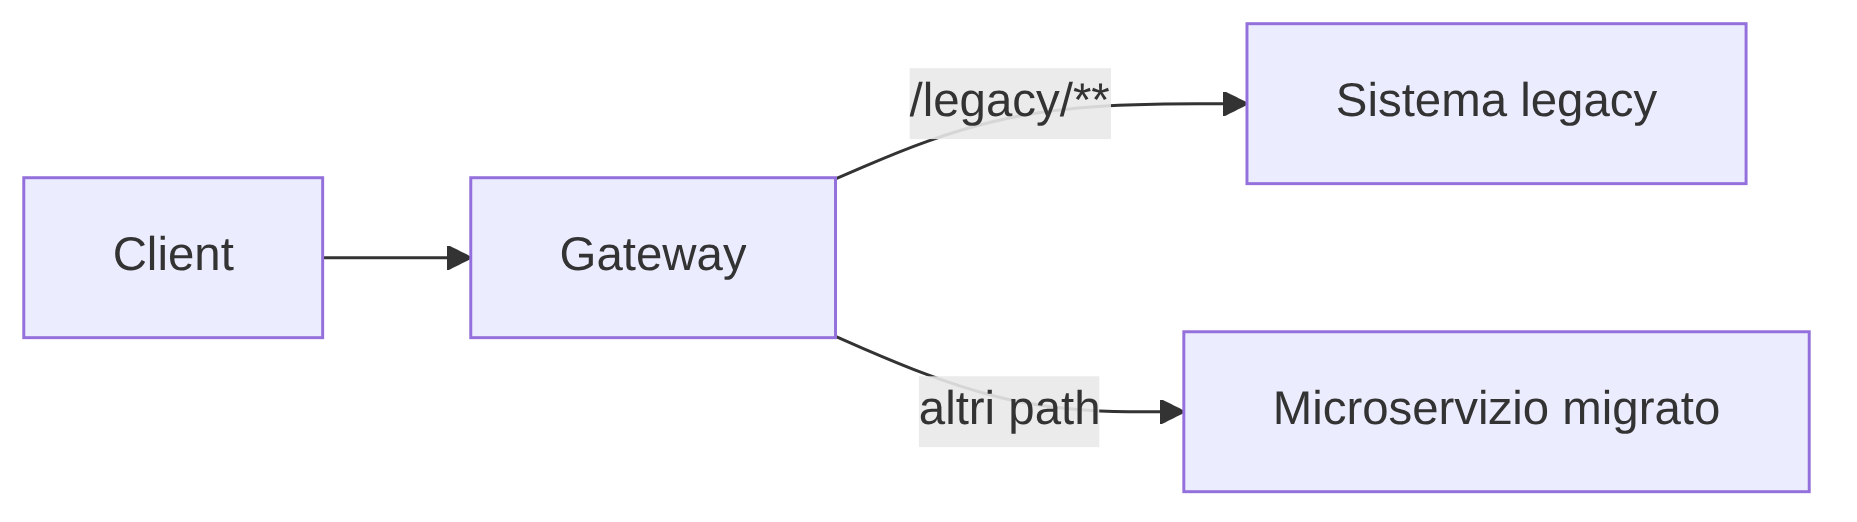 Client
Gateway
/legacy/**
Sistema legacy
altri path
Microservizio migrato